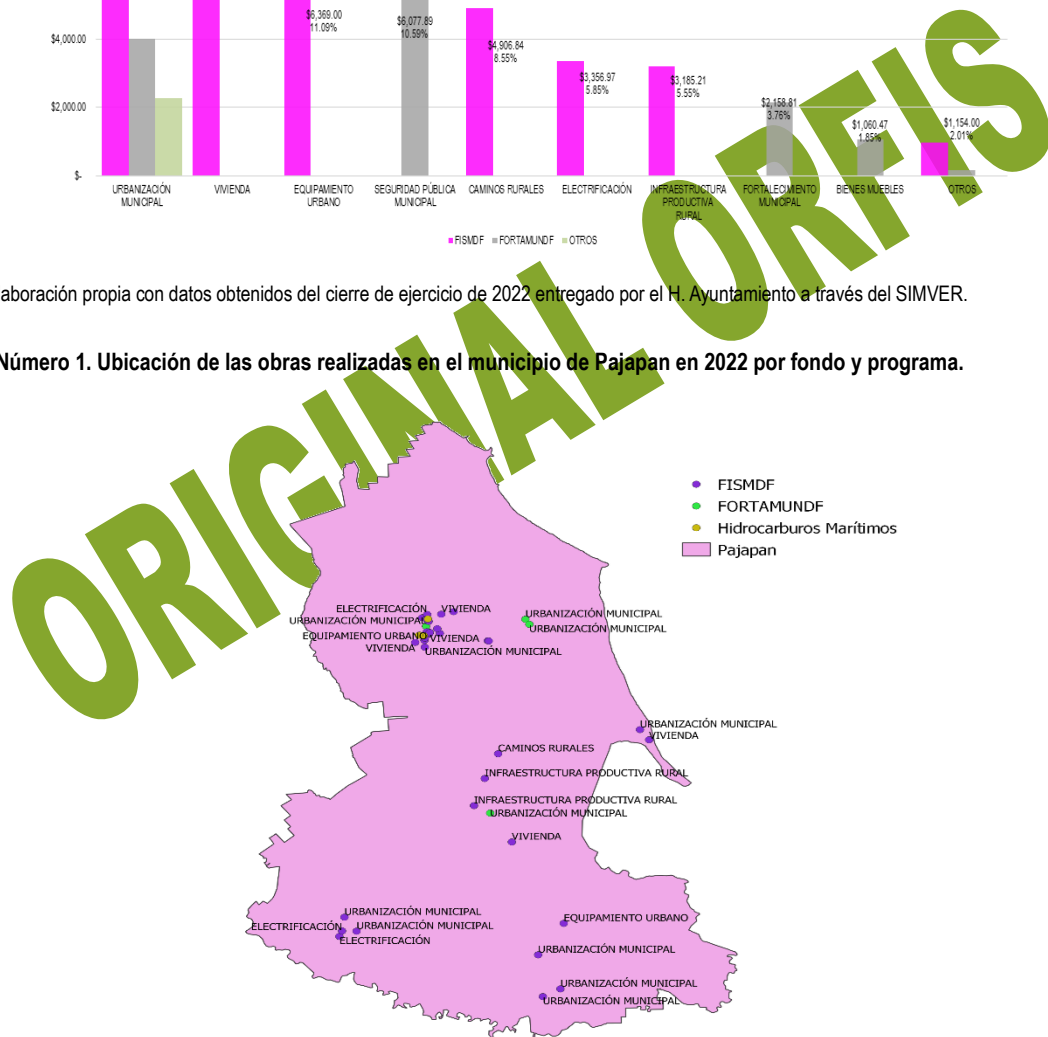 $6,369.00
11.09%
$6,077.89
10.59%
$4,000.00
$4,906.84
8.55%
$3,356.97
5.85%
$3,185.21
5.55%
$2,000.00
$2,158.81
3.76%
$1,060.47
1.85%
$1,154.00
2.01%
$-
URBANIZACIÓN MUNICIPAL
VIVIENDA
EQUIPAMIENTO URBANO
SEGURIDAD PÚBLICA MUNICIPAL
CAMINOS RURALES
ELECTRIFICACIÓN
INFRAESTRUCTURA PRODUCTIVA RURAL
FORTALECIMIENTO MUNICIPAL
BIENES MUEBLES
OTROS
FISMDF FORTAMUNDF OTROS
laboración propia con datos obtenidos del cierre de ejercicio de 2022 entregado por el H. Ayuntamiento a través del SIMVER.
Número 1. Ubicación de las obras realizadas en el municipio de Pajapan en 2022 por fondo y programa.
ORIGINAL ORFIS
FISMDF
FORTAMUNDF
Hidrocarburos Marítimos
Pajapan
ELECTRIFICACIÓN
VIVIENDA
URBANIZACIÓN MUNICIPAL
URBANIZACIÓN MUNICIPAL
URBANIZACIÓN MUNICIPAL
EQUIPAMIENTO URBANO
VIVIENDA
VIVIENDA
URBANIZACIÓN MUNICIPAL
URBANIZACIÓN MUNICIPAL
VIVIENDA
CAMINOS RURALES
INFRAESTRUCTURA PRODUCTIVA RURAL
INFRAESTRUCTURA PRODUCTIVA RURAL
URBANIZACIÓN MUNICIPAL
VIVIENDA
URBANIZACIÓN MUNICIPAL
ELECTRIFICACIÓN
URBANIZACIÓN MUNICIPAL
ELECTRIFICACIÓN
EQUIPAMIENTO URBANO
URBANIZACIÓN MUNICIPAL
URBANIZACIÓN MUNICIPAL
URBANIZACIÓN MUNICIPAL